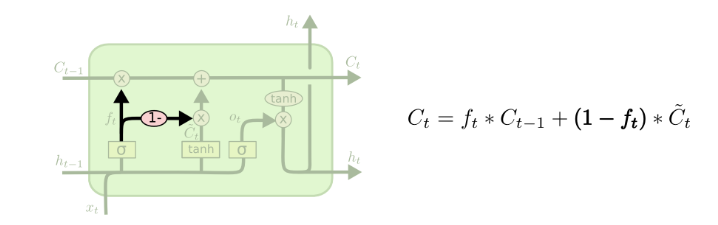 h_t
C_{t-1} x + C_t
tanh
f_t 1- x o_t x
C̃_t
σ tanh σ
h_{t-1} h_t
x_t
C_t = f_t * C_{t-1} + (1 − f_t) * C̃_t